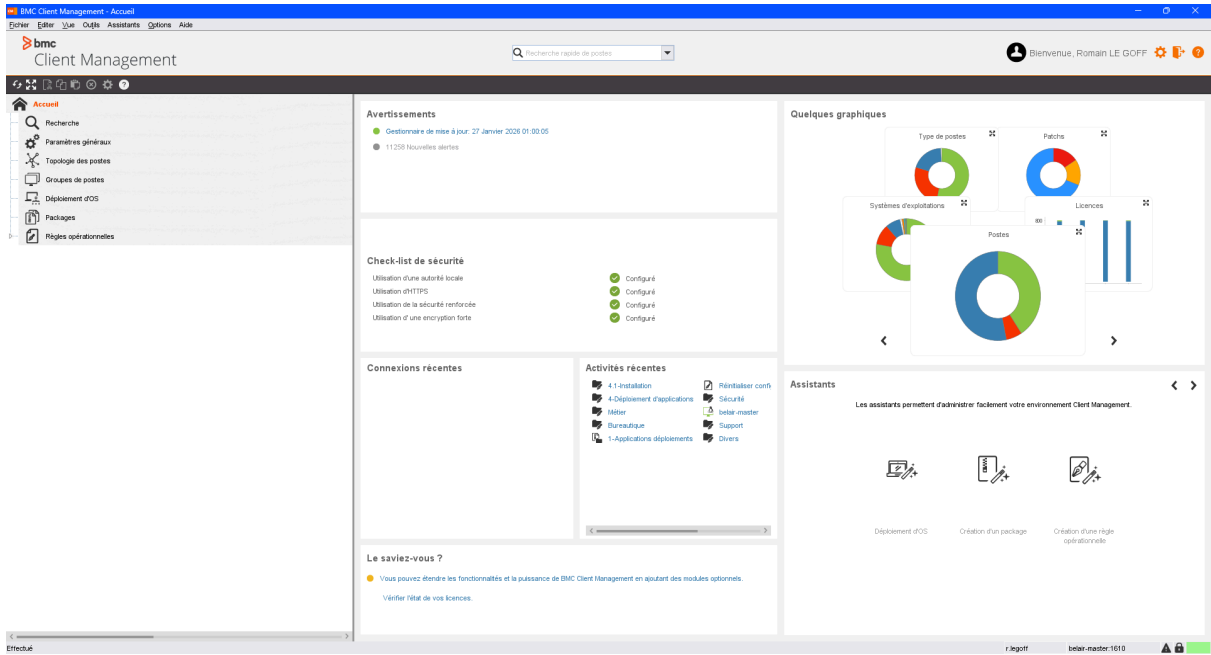 BMC Client Management - Accueil
Fichier Editer Vue Outils Assistants Options Aide
bmc
Client Management
Recherche rapide de postes
Bienvenue, Romain LE GOFF
Accueil
Recherche
Paramètres généraux
Topologie des postes
Groupes de postes
Déploiement d'OS
Packages
Règles opérationnelles
Avertissements
Gestionnaire de mise à jour: 27 Janvier 2026 01:00:05
11258 Nouvelles alertes
Check-list de sécurité
Utilisation d'une autorité locale Configuré
Utilisation d'HTTPS Configuré
Utilisation de la sécurité renforcée Configuré
Utilisation d' une encryption forte Configuré
Connexions récentes
Activités récentes
4.1-Installation Réinitialiser confi
4-Déploiement d'applications Sécurité
Métier belair-master
Bureautique Support
1-Applications déploiements Divers
Le saviez-vous ?
Vous pouvez étendre les fonctionnalités et la puissance de BMC Client Management en ajoutant des modules optionnels.
Vérifier l'état de vos licences.
Quelques graphiques
Type de postes
Patchs
Systèmes d'exploitations
Licences
800
Postes
Assistants
Les assistants permettent d'administrer facilement votre environnement Client Management.
Déploiement d'OS
Création d'un package
Création d'une règle
opérationnelle
Effectué
r.legoff
belair-master:1610